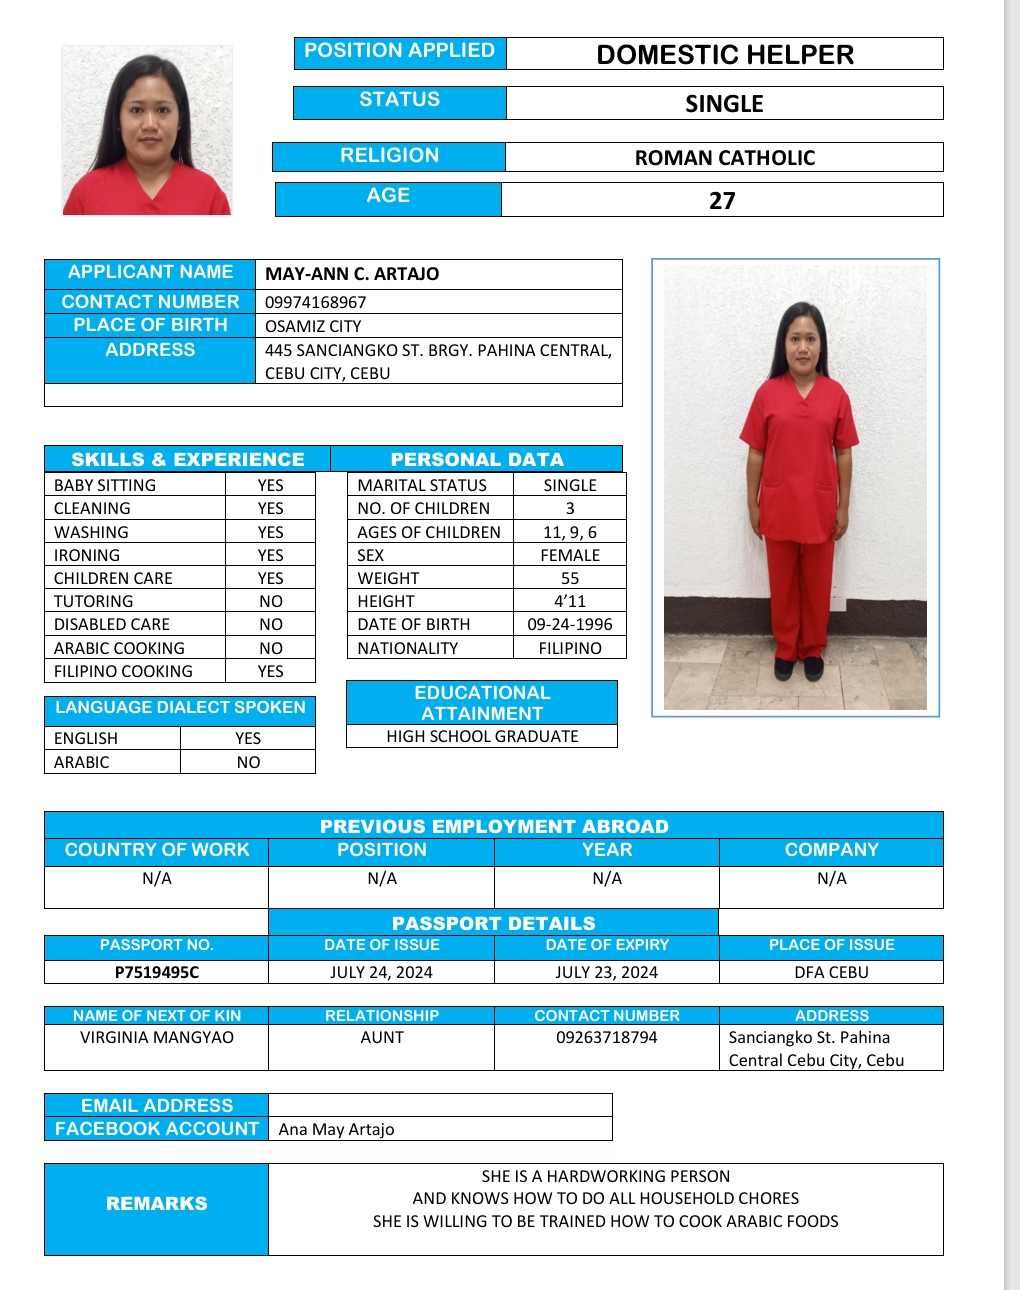 POSITION APPLIED DOMESTIC HELPER
STATUS SINGLE
RELIGION ROMAN CATHOLIC
AGE 27
APPLICANT NAME MAY-ANN C. ARTAJO
CONTACT NUMBER 09974168967
PLACE OF BIRTH OSAMIZ CITY
ADDRESS 445 SANCIANGKO ST. BRGY. PAHINA CENTRAL,
CEBU CITY, CEBU
SKILLS & EXPERIENCE PERSONAL DATA
BABY SITTING YES MARITAL STATUS SINGLE
CLEANING YES NO. OF CHILDREN 3
WASHING YES AGES OF CHILDREN 11, 9, 6
IRONING YES SEX FEMALE
CHILDREN CARE YES WEIGHT 55
TUTORING NO HEIGHT 4’11
DISABLED CARE NO DATE OF BIRTH 09-24-1996
ARABIC COOKING NO NATIONALITY FILIPINO
FILIPINO COOKING YES
LANGUAGE DIALECT SPOKEN
ENGLISH YES
ARABIC NO
EDUCATIONAL
ATTAINMENT
HIGH SCHOOL GRADUATE
PREVIOUS EMPLOYMENT ABROAD
COUNTRY OF WORK POSITION YEAR COMPANY
N/A N/A N/A N/A
PASSPORT DETAILS
PASSPORT NO. DATE OF ISSUE DATE OF EXPIRY PLACE OF ISSUE
P7519495C JULY 24, 2024 JULY 23, 2024 DFA CEBU
NAME OF NEXT OF KIN RELATIONSHIP CONTACT NUMBER ADDRESS
VIRGINIA MANGYAO AUNT 09263718794 Sanciangko St. Pahina
Central Cebu City, Cebu
EMAIL ADDRESS
FACEBOOK ACCOUNT Ana May Artajo
REMARKS
SHE IS A HARDWORKING PERSON
AND KNOWS HOW TO DO ALL HOUSEHOLD CHORES
SHE IS WILLING TO BE TRAINED HOW TO COOK ARABIC FOODS